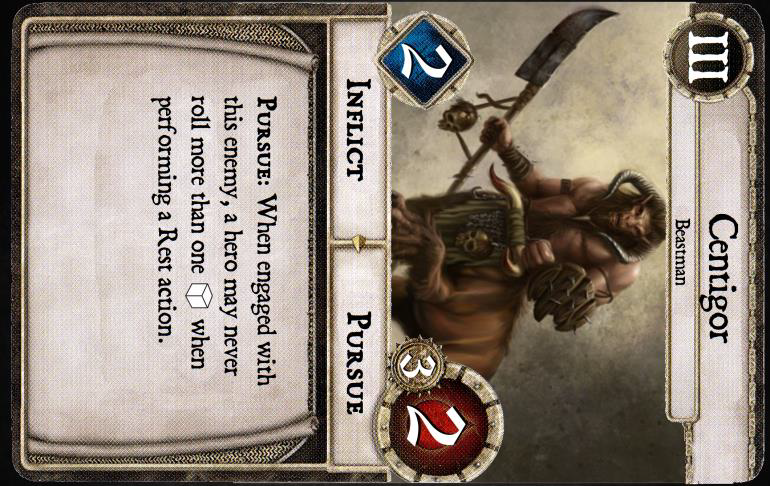 III
Centigor
Beastman
2
3
2
INFLICT
PURSUE
PURSUE: When engaged with
this enemy, a hero may never
roll more than one when
performing a Rest action.